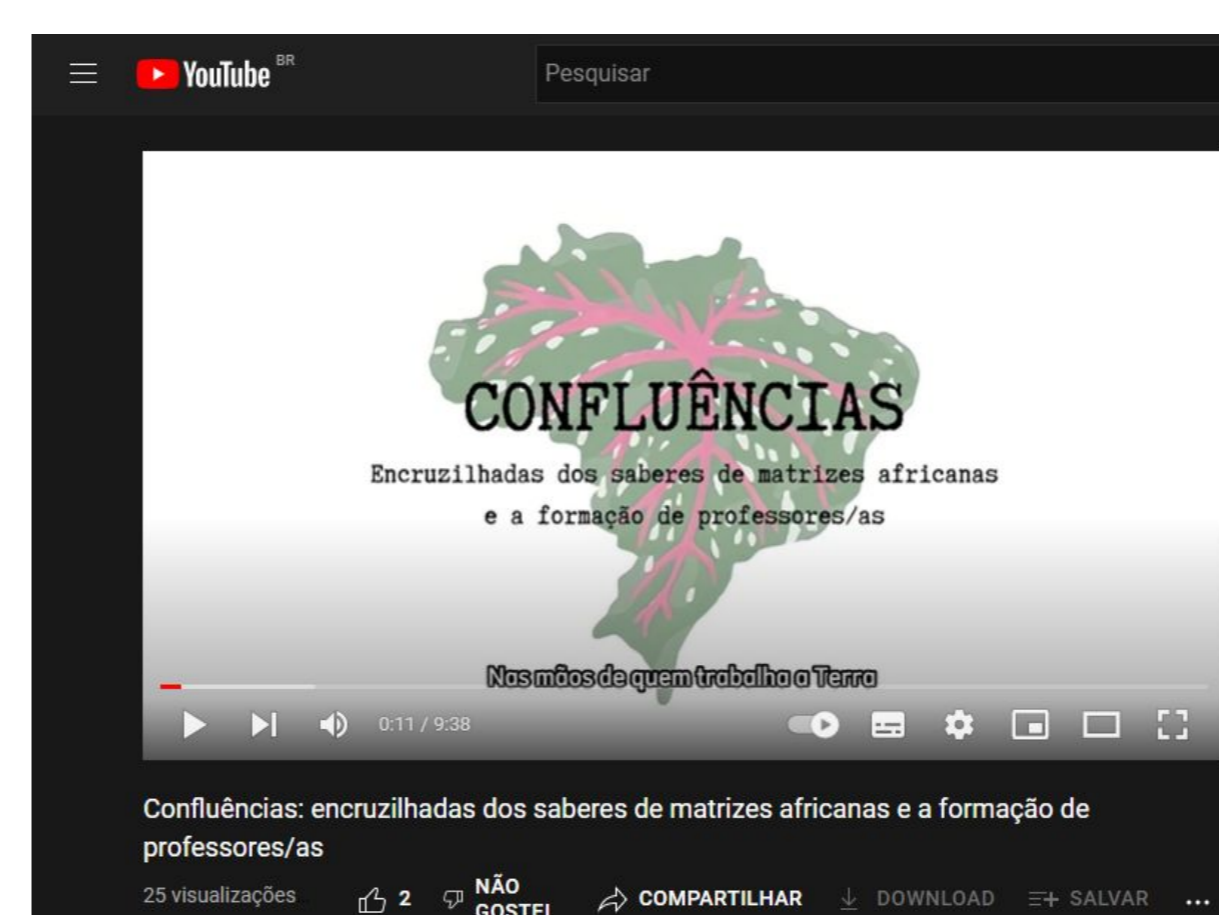 YouTube BR
Pesquisar
CONFLUÊNCIAS
Encruzilhadas dos saberes de matrizes africanas
e a formação de professores/as
Nas mãos de quem trabalha a Terra
0:11 / 9:38
Confluências: encruzilhadas dos saberes de matrizes africanas e a formação de
professores/as
25 visualizações 2 NÃO GOSTEI COMPARTILHAR DOWNLOAD SALVAR